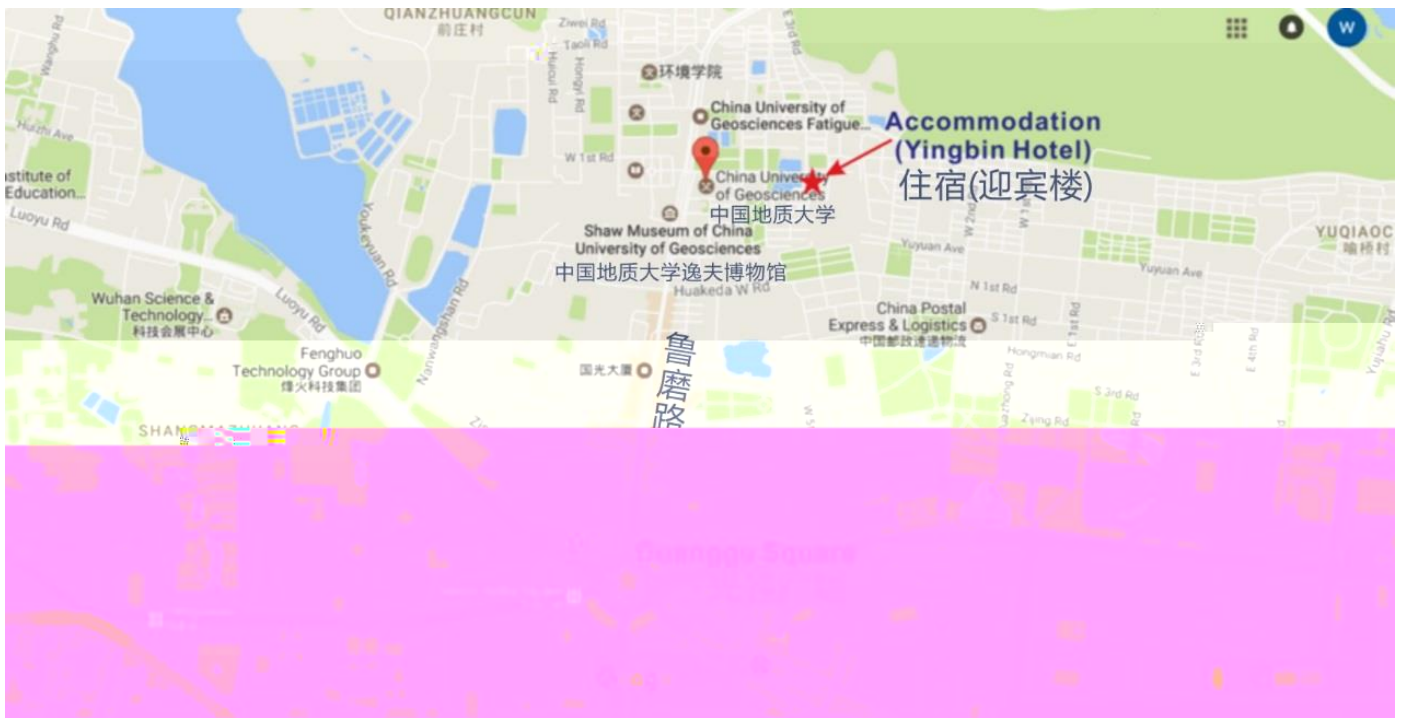 QIANZHUANGCUN
前庄村
Ziwei Rd
E 3rd Rd
W
Wanghu Rd
Taoli Rd
Huicui Rd
Hongyi Rd
环境学院
China University of
Geosciences Fatigue...
Accommodation
(Yingbin Hotel)
住宿(迎宾楼)
Huizhi Ave
W 1st Rd
stitute of
Education...
China University
of Geosciences
中国地质大学
Luoyu Rd
Youkeyuan Rd
Shaw Museum of China
University of Geosciences
中国地质大学逸夫博物馆
W 2nd Rd
YUQIAOC
喻桥村
Yuyuan Ave
Yuyuan Ave
Huakeda W Rd
N 1st Rd
Wuhan Science &
Technology...
科技会展中心
Luoyu Rd
Nanwangshan Rd
China Postal
Express & Logistics
中国邮政速递物流
S 1st Rd
E 1st Rd
E 4th Rd
Yujiahu Rd
Fenghuo
Technology Group
烽火科技集团
国光大厦
鲁磨路
Hongmian Rd
S 3rd Rd
Guanggu Square